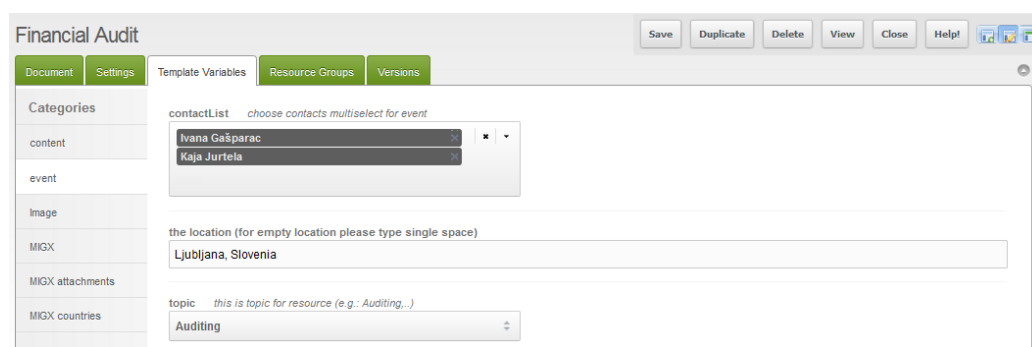 Financial Audit
Save Duplicate Delete View Close Help!
Document Settings Template Variables Resource Groups Versions
Categories
content
event
Image
MIGX
MIGX attachments
MIGX countries
contactList choose contacts multiselect for event
Ivana Gašparac
Kaja Jurtela
the location (for empty location please type single space)
Ljubljana, Slovenia
topic this is topic for resource (e.g.: Auditing,..)
Auditing